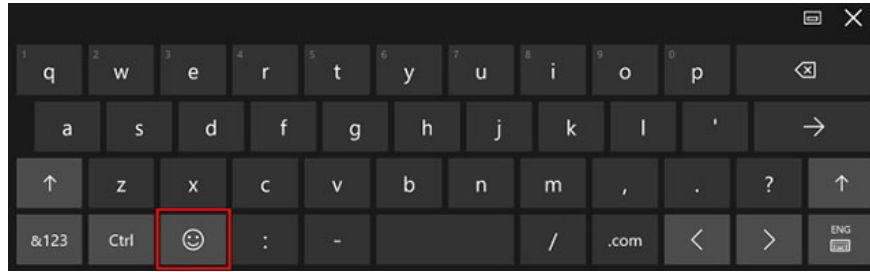 1 q 2 w 3 e 4 r 5 t 6 y 7 u 8 i 9 o 0 p
a s d f g h j k l '
z x c v b n m , . ?
&123 Ctrl : - / .com < > ENG